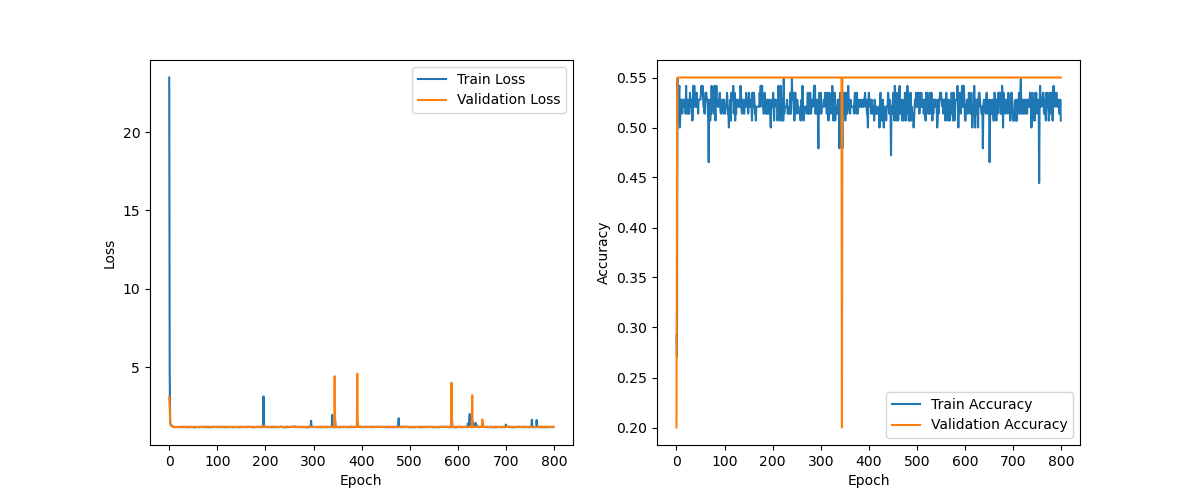 Train Loss
Validation Loss
20
15
10
5
0 100 200 300 400 500 600 700 800
Epoch
Loss
0.55
0.50
0.45
0.40
0.35
0.30
0.25
0.20
Train Accuracy
Validation Accuracy
0 100 200 300 400 500 600 700 800
Epoch
Accuracy